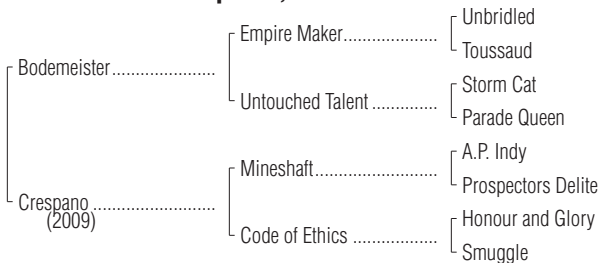 Unbridled
Empire Maker....................
Toussaud
Bodemeister......................
Storm Cat
Untouched Talent ..............
Parade Queen
A.P. Indy
Mineshaft..........................
Prospectors Delite
Crespano ..........................
(2009)
Honour and Glory
Code of Ethics ..................
Smuggle